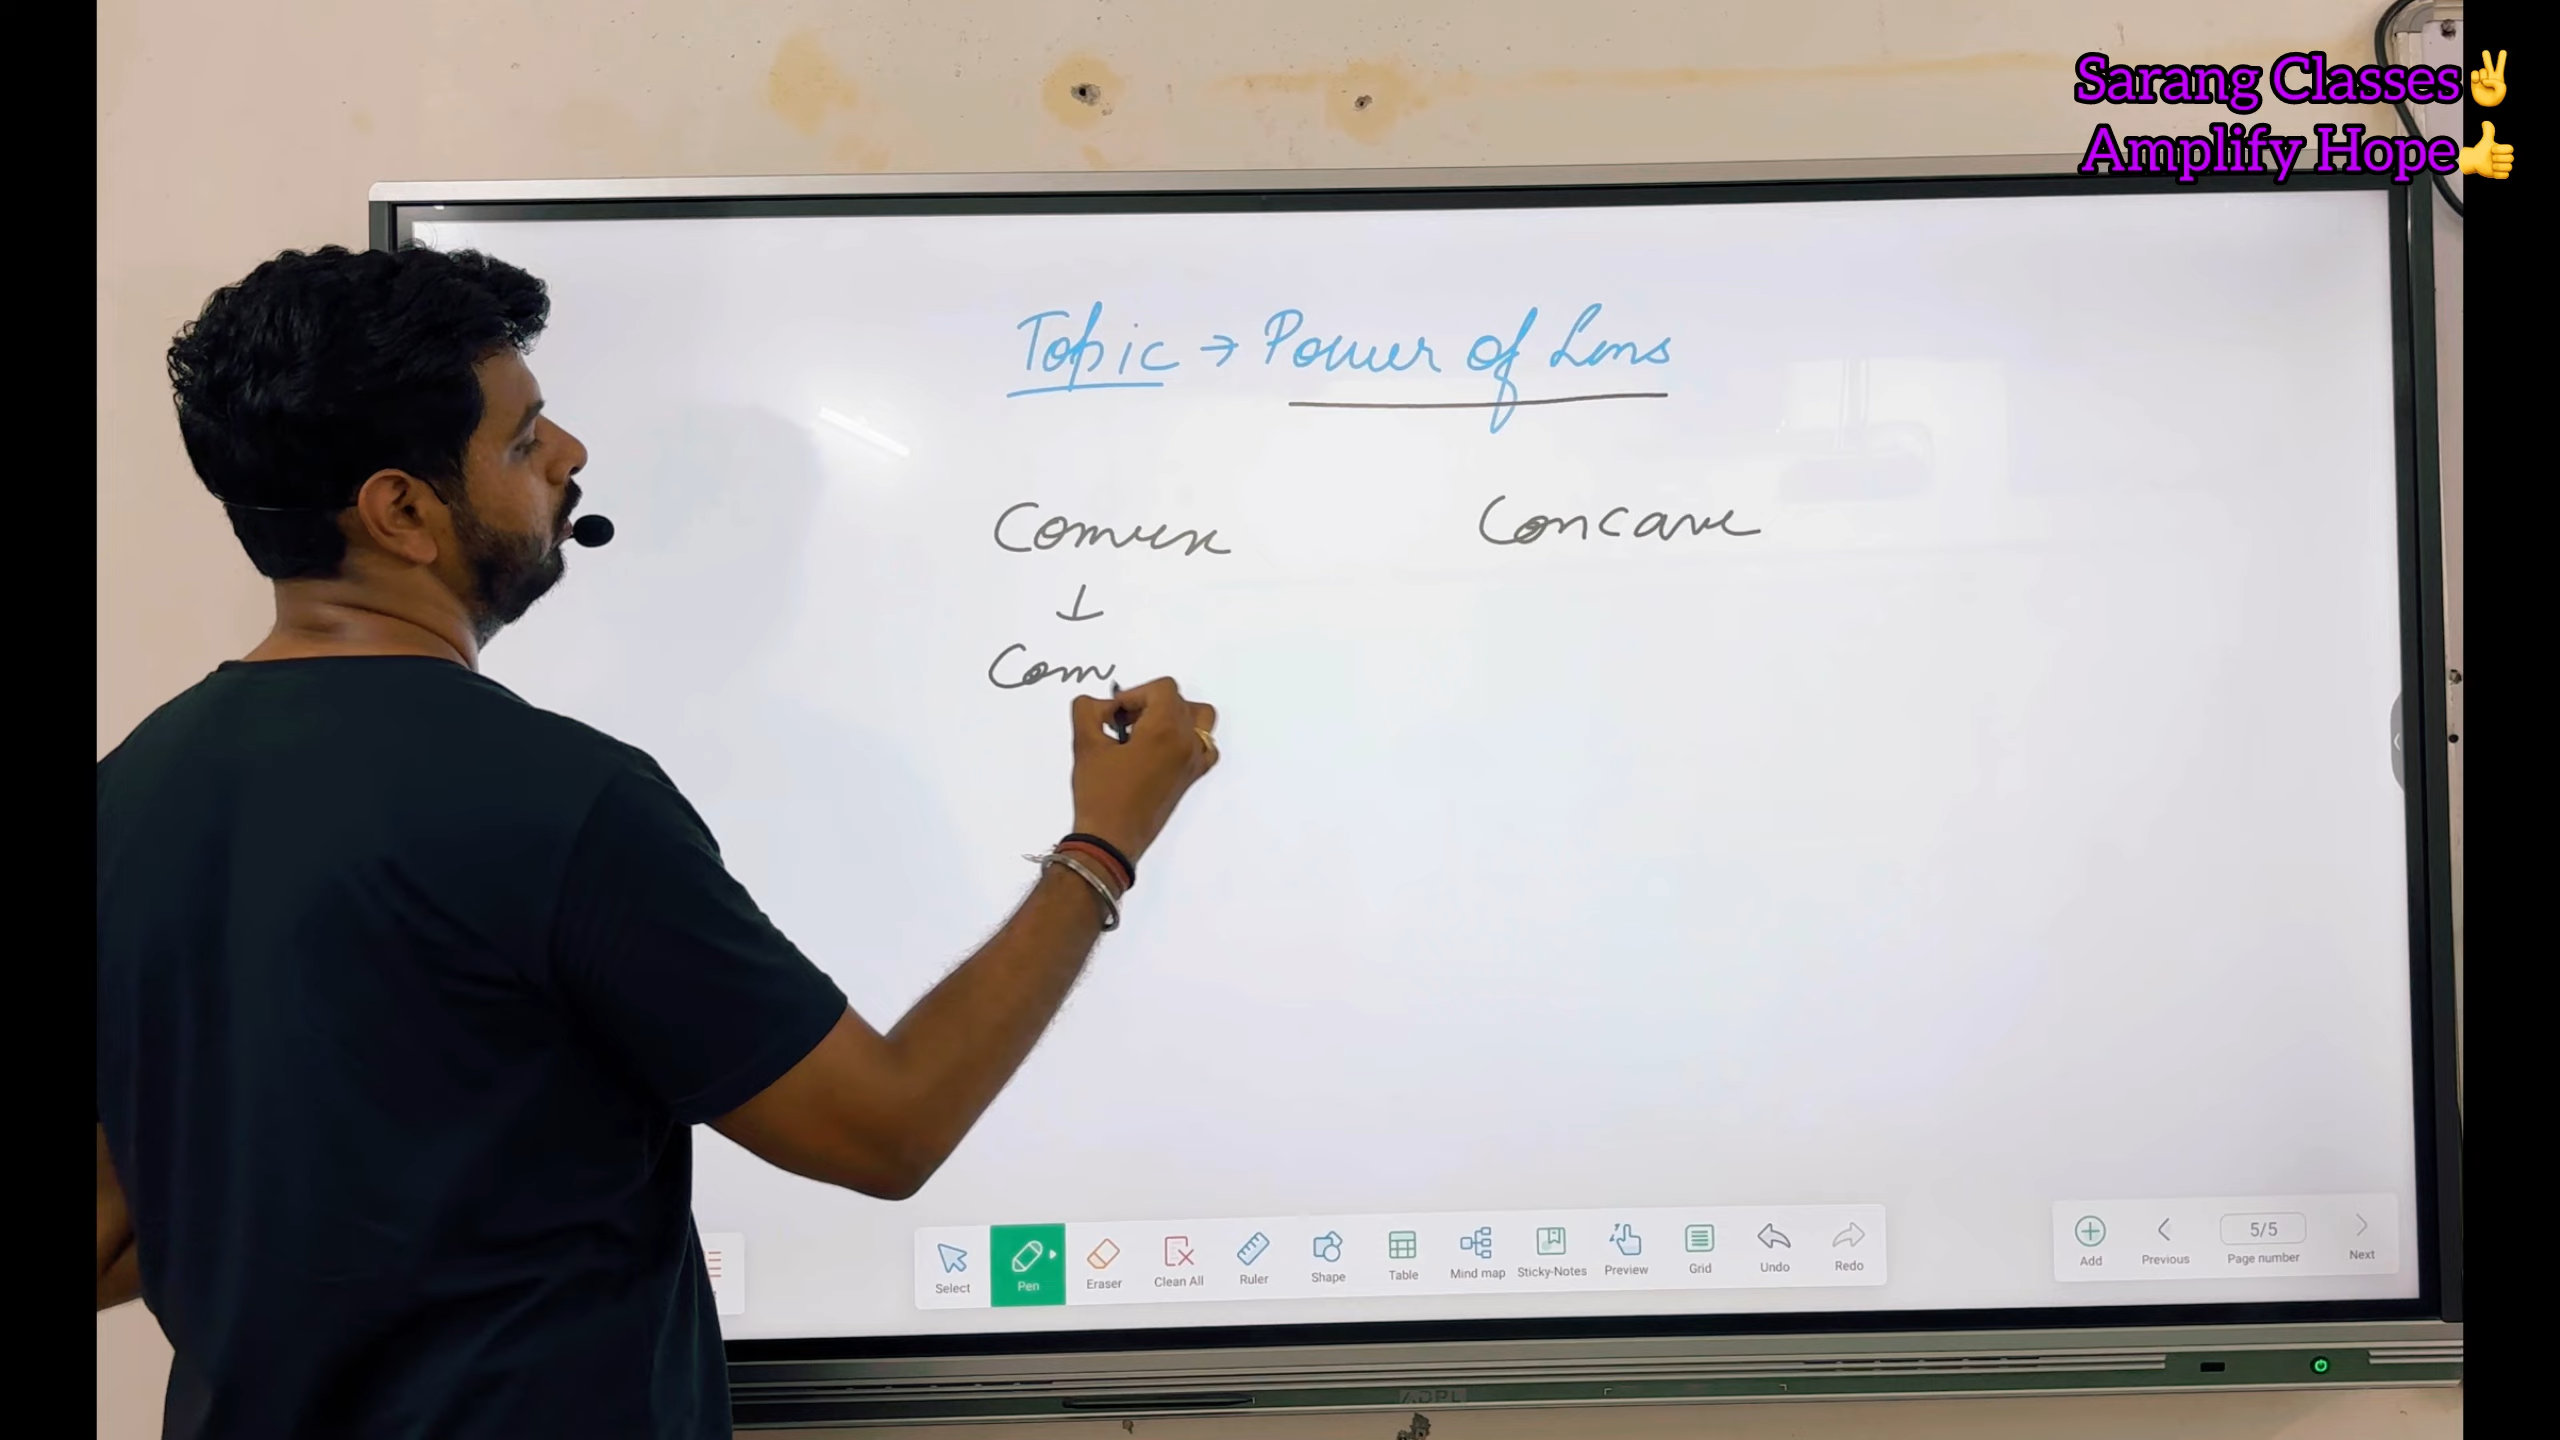 Sarang Classes✌
Amplify Hope👍
Topic → Power of Lens
Convex
Concave
↓
Con
Select
Pen
Eraser
Clean All
Ruler
Shape
Table
Mind map
Sticky-Notes
Preview
Grid
Undo
Redo
Add
Previous
5/5
Page number
Next